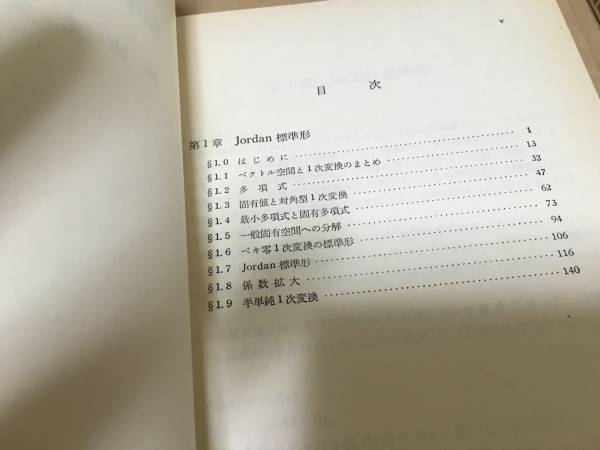 v
目次
第1章 Jordan 標準形
§1.0 はじめに 1
§1.1 ベクトル空間と1次変換のまとめ 13
§1.2 多項式 32
§1.3 固有値と対角型1次変換 47
§1.4 最小多項式と固有多項式 62
§1.5 一般固有空間への分解 73
§1.6 ベキ零1次変換の標準形 94
§1.7 Jordan 標準形 106
§1.8 係数拡大 116
§1.9 半単純1次変換 140